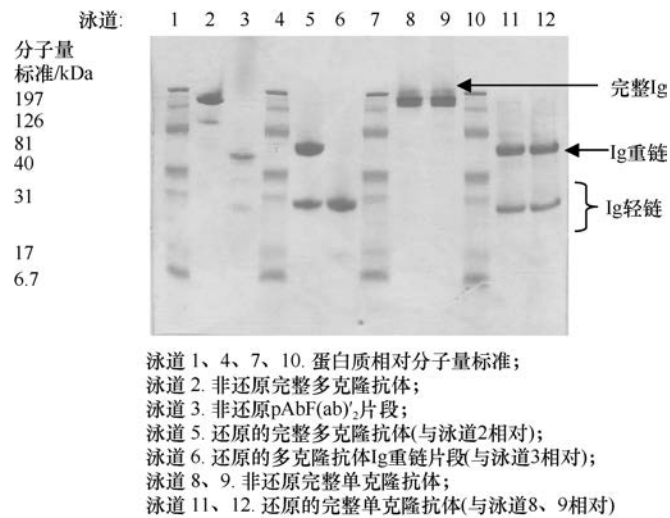 泳道: 1 2 3 4 5 6 7 8 9 10 11 12
分子量
标准/kDa
197
126
81
40
31
17
6.7
完整Ig
Ig重链
Ig轻链
泳道 1、4、7、10. 蛋白质相对分子量标准；
泳道 2. 非还原完整多克隆抗体；
泳道 3. 非还原pAbF(ab)′₂片段；
泳道 5. 还原的完整多克隆抗体(与泳道2相对)；
泳道 6. 还原的多克隆抗体Ig重链片段(与泳道3相对)；
泳道 8、9. 非还原完整单克隆抗体；
泳道 11、12. 还原的完整单克隆抗体(与泳道8、9相对)